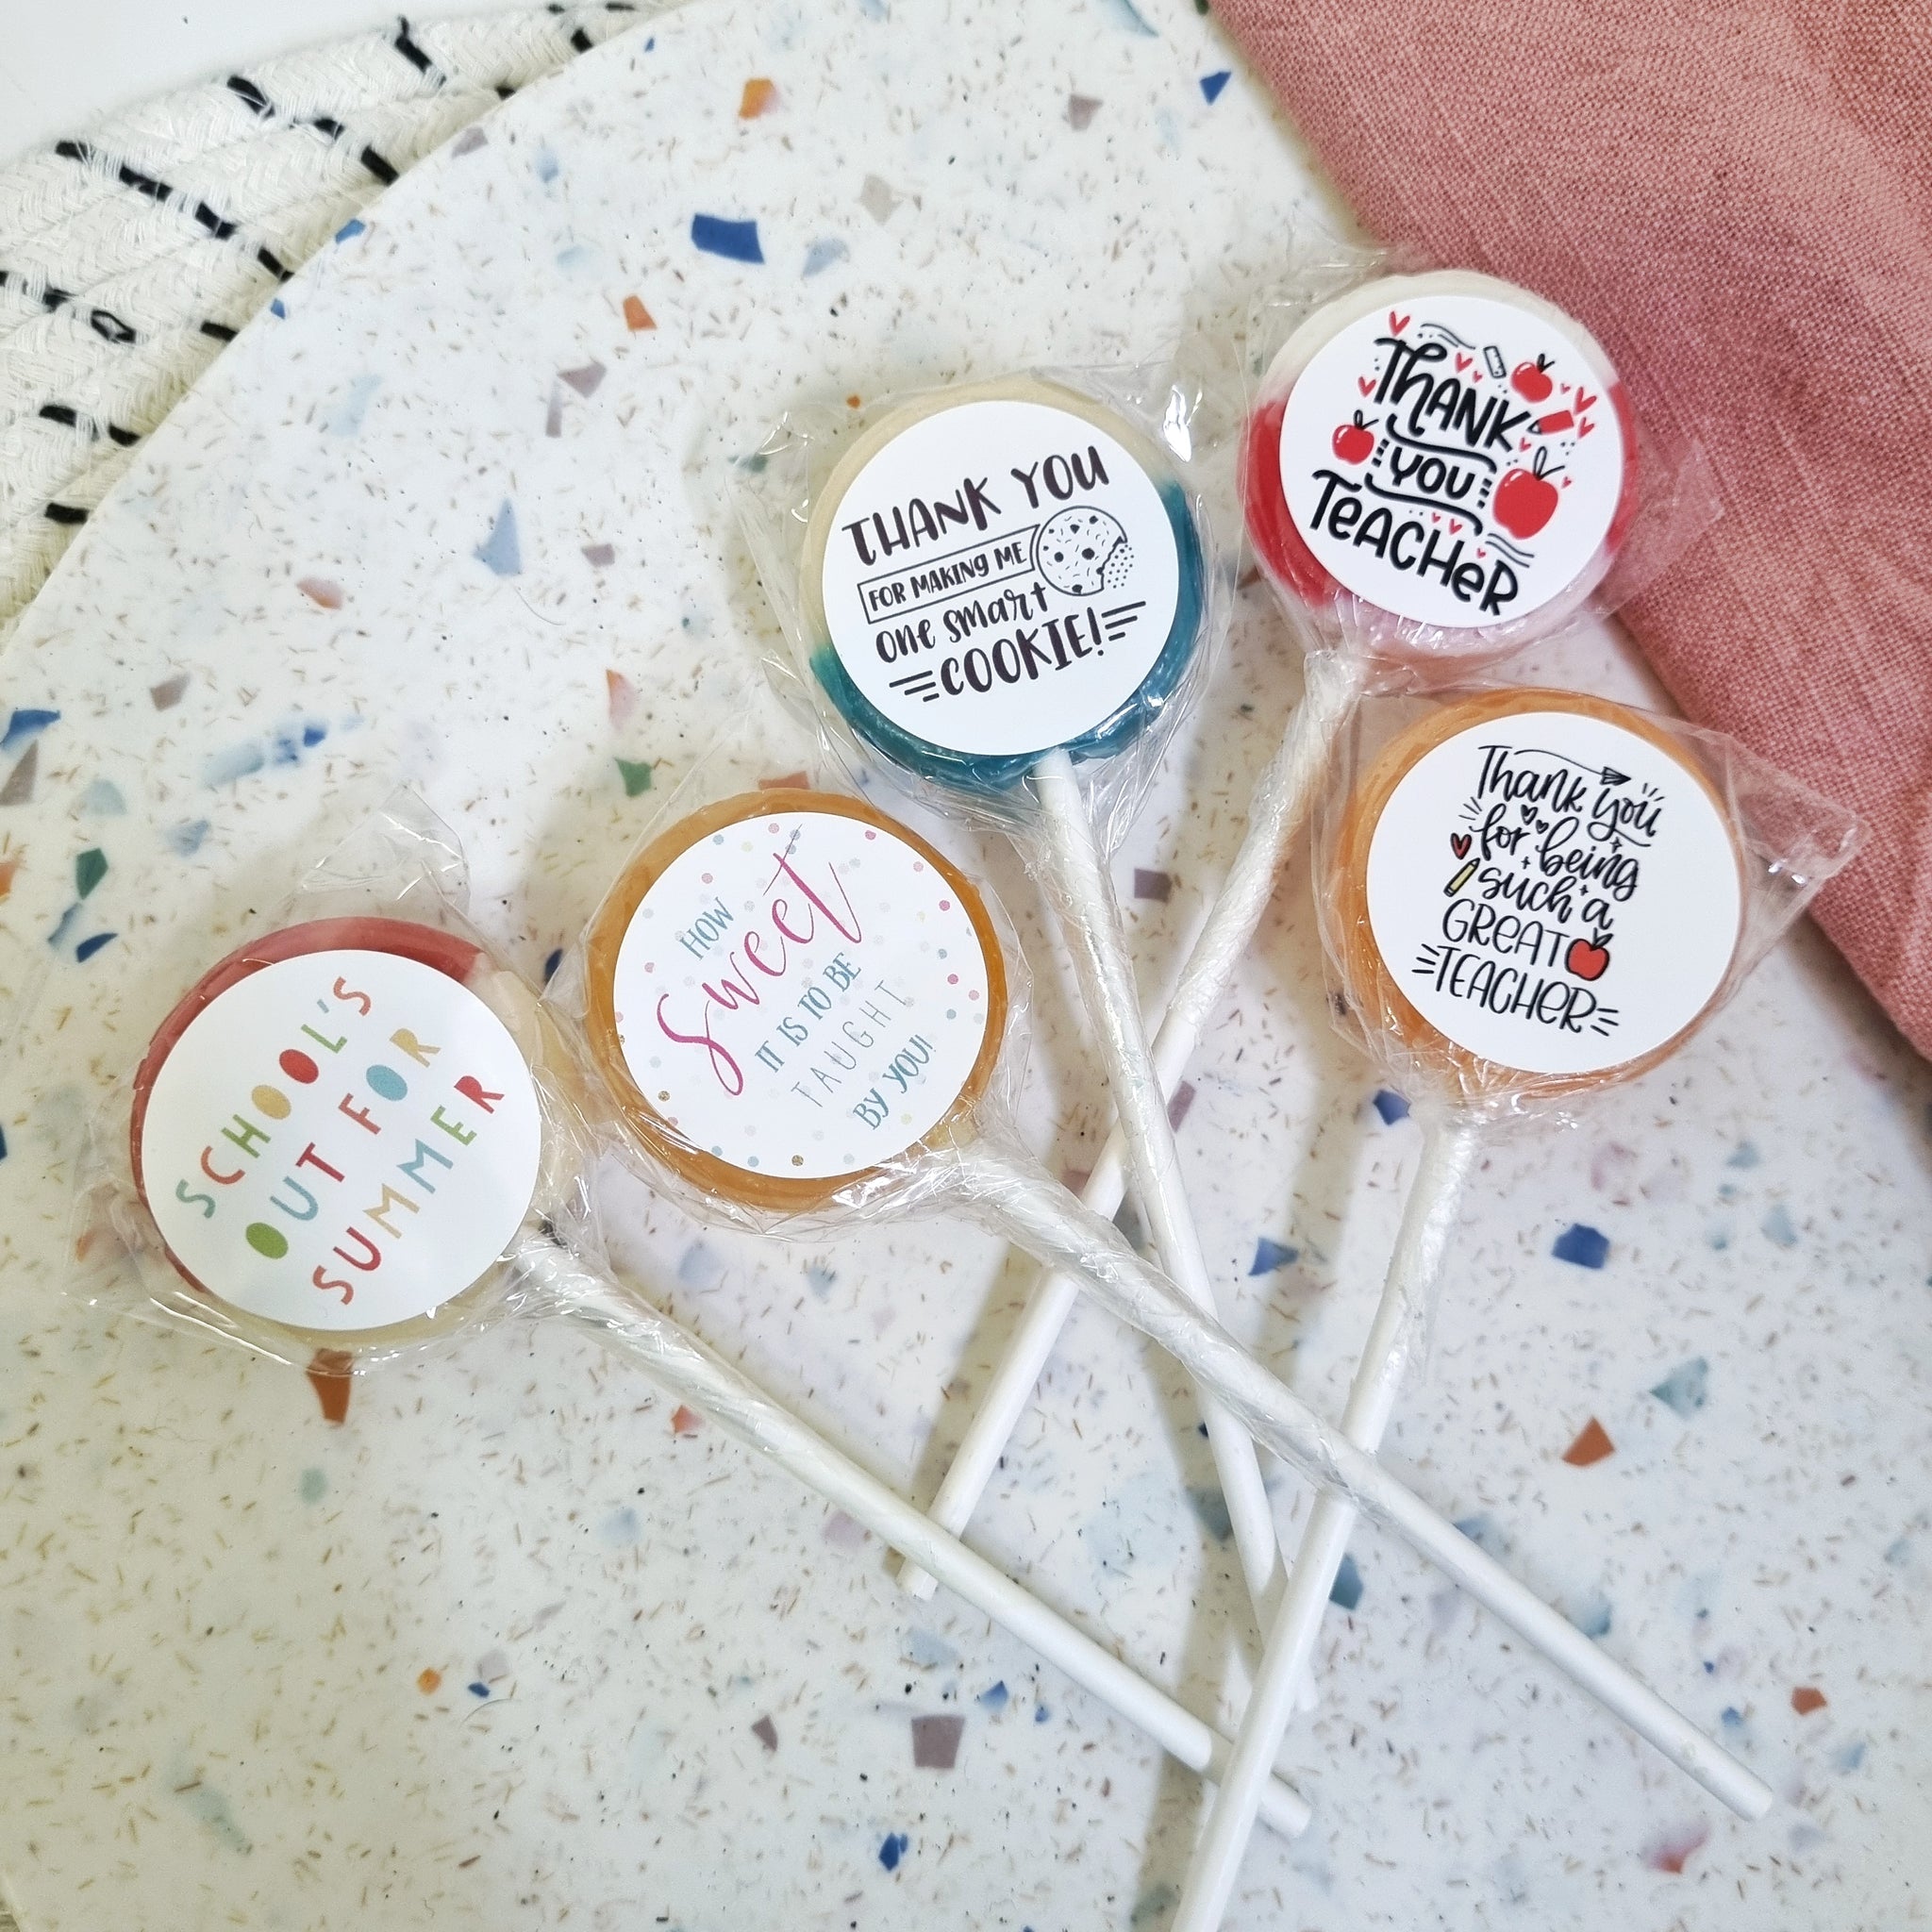 SCHOOL'S
OUT FOR
SUMMER
HOW
sweet
IT IS TO BE
TAUGHT
BY YOU!
THANK YOU
FOR MAKING ME
one smart
COOKIE!
THANK
YOU
TEACHER
Thank you
for being
such a
GREAT
TEACHER